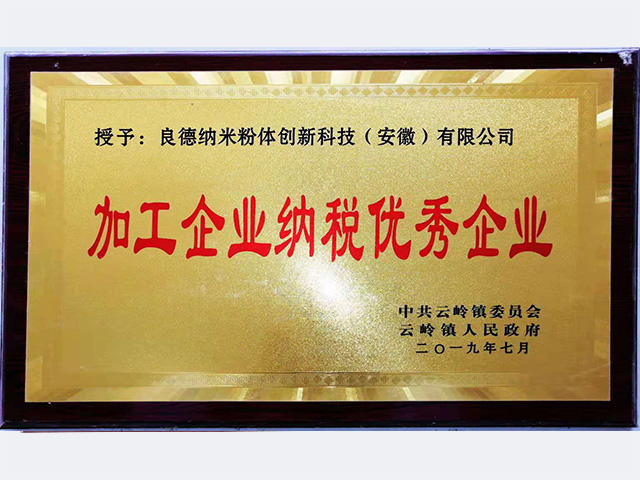 授予：良德纳米粉体创新科技（安徽）有限公司
加工企业纳税优秀企业
中共云岭镇委员会
云岭镇人民政府
二〇一九年七月